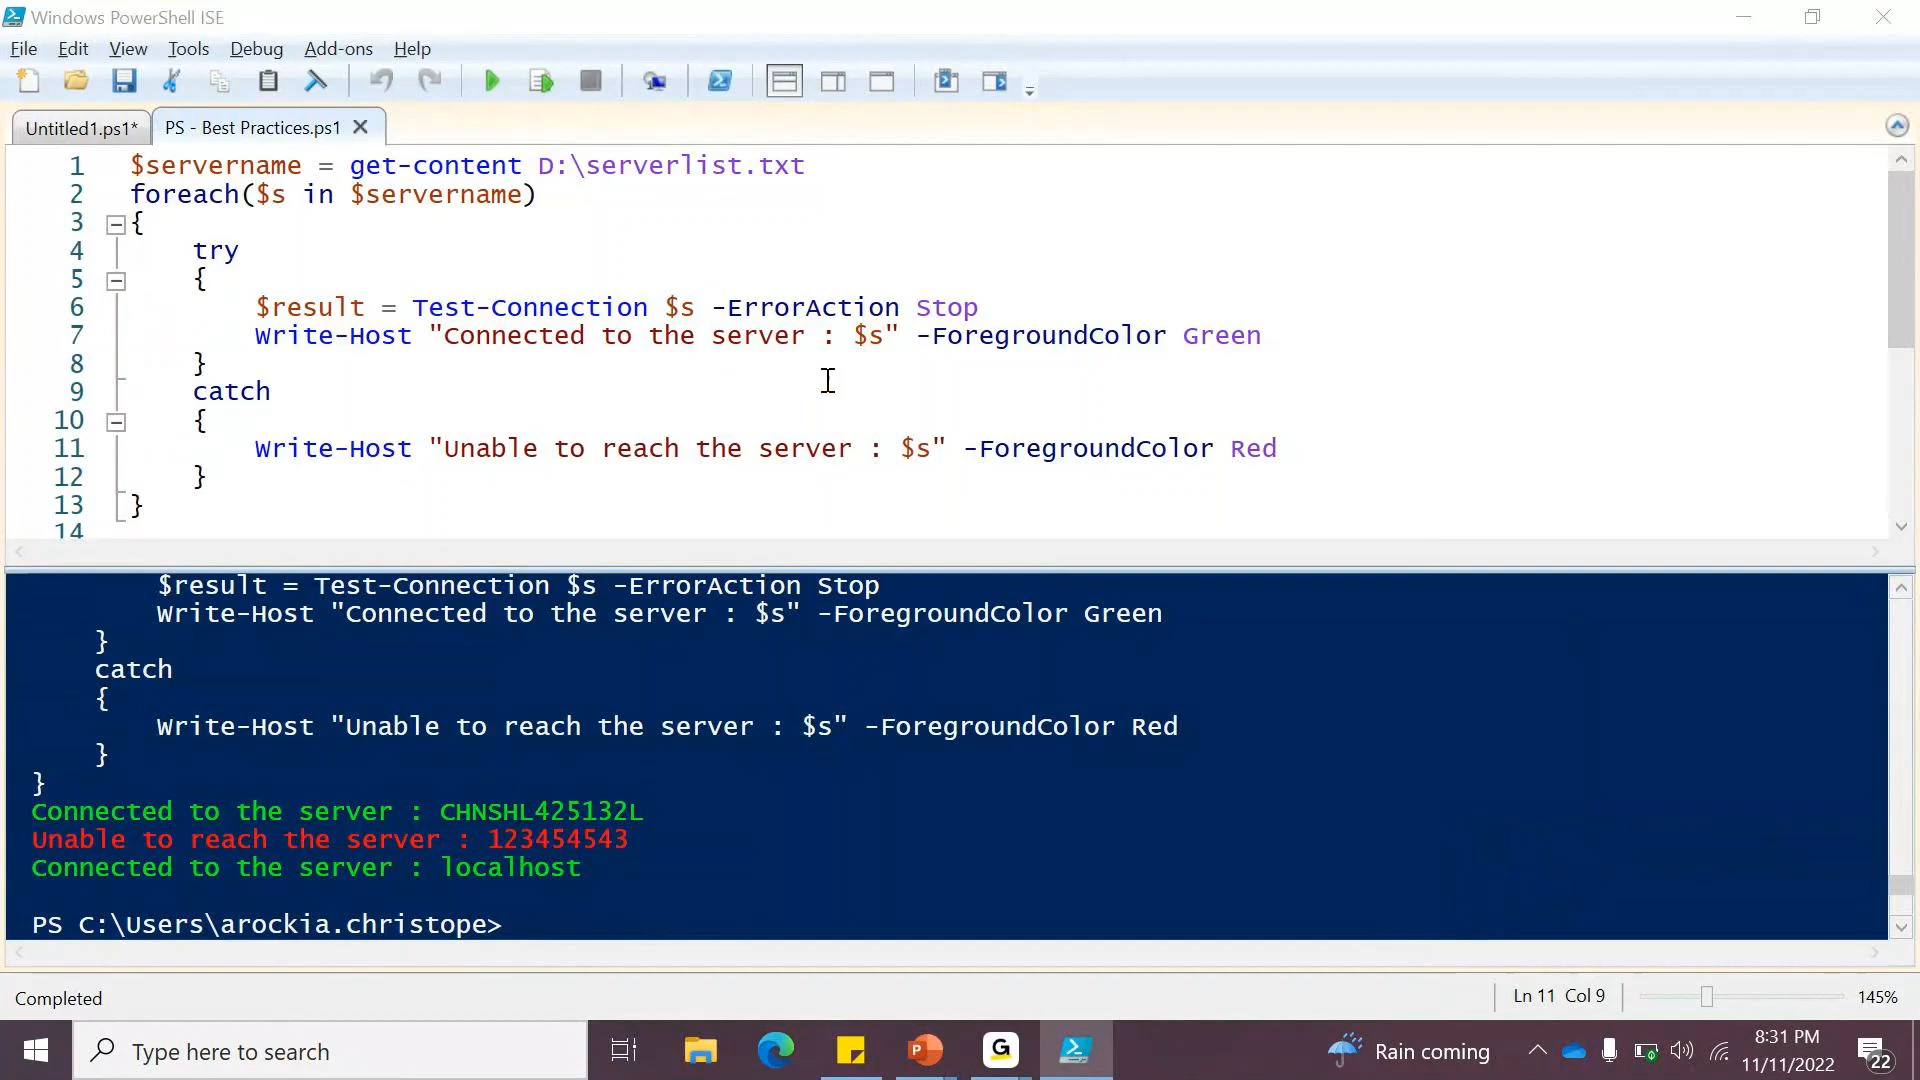 Windows PowerShell ISE
File Edit View Tools Debug Add-ons Help
Untitled1.ps1* PS - Best Practices.ps1
1 $servername = get-content D:\serverlist.txt
2 foreach($s in $servername)
3 {
4 try
5 {
6 $result = Test-Connection $s -ErrorAction Stop
7 Write-Host "Connected to the server : $s" -ForegroundColor Green
8 }
9 catch
10 {
11 Write-Host "Unable to reach the server : $s" -ForegroundColor Red
12 }
13 }
14
$result = Test-Connection $s -ErrorAction Stop
Write-Host "Connected to the server : $s" -ForegroundColor Green
}
catch
{
Write-Host "Unable to reach the server : $s" -ForegroundColor Red
}
}
Connected to the server : CHNSHL425132L
Unable to reach the server : 123454543
Connected to the server : localhost
PS C:\Users\arockia.christope>
Completed Ln 11 Col 9 145%
Type here to search
P
G
Rain coming
8:31 PM
11/11/2022
22